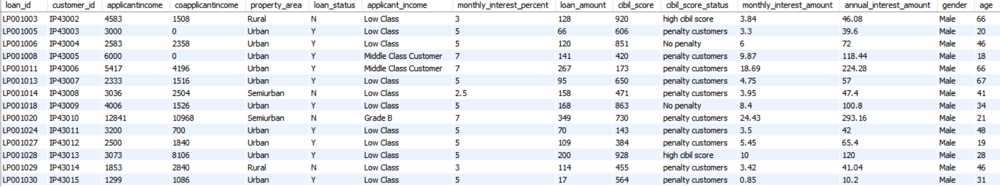 loan_id customer_id applicantincome coapplicantincome property_area loan_status applicant_income monthly_interest_percent loan_amount cibil_score cibil_score_status monthly_interest_amount annual_interest_amount gender age
LP001003 IP43002 4583 1508 Rural N Low Class 3 128 920 high cibil score 3.84 46.08 Male 66
LP001005 IP43003 3000 0 Urban Y Low Class 5 66 606 penalty customers 3.3 39.6 Male 20
LP001006 IP43004 2583 2358 Urban Y Low Class 5 120 851 No penalty 6 72 Male 46
LP001008 IP43005 6000 0 Urban Y Middle Class Customer 7 141 420 penalty customers 9.87 118.44 Male 18
LP001011 IP43006 5417 4196 Urban Y Middle Class Customer 7 267 173 penalty customers 18.69 224.28 Male 66
LP001013 IP43007 2333 1516 Urban Y Low Class 5 95 650 penalty customers 4.75 57 Male 67
LP001014 IP43008 3036 2504 Semiurban N Low Class 2.5 158 471 penalty customers 3.95 47.4 Male 41
LP001018 IP43009 4006 1526 Urban Y Low Class 5 168 863 No penalty 8.4 100.8 Male 34
LP001020 IP43010 12841 10968 Semiurban N Grade B 7 349 730 penalty customers 24.43 293.16 Male 21
LP001024 IP43011 3200 700 Urban Y Low Class 5 70 143 penalty customers 3.5 42 Male 48
LP001027 IP43012 2500 1840 Urban Y Low Class 5 109 384 penalty customers 5.45 65.4 Male 19
LP001028 IP43013 3073 8106 Urban Y Low Class 5 200 928 high cibil score 10 120 Male 28
LP001029 IP43014 1853 2840 Rural N Low Class 3 114 455 penalty customers 3.42 41.04 Male 46
LP001030 IP43015 1299 1086 Urban Y Low Class 5 17 564 penalty customers 0.85 10.2 Male 31